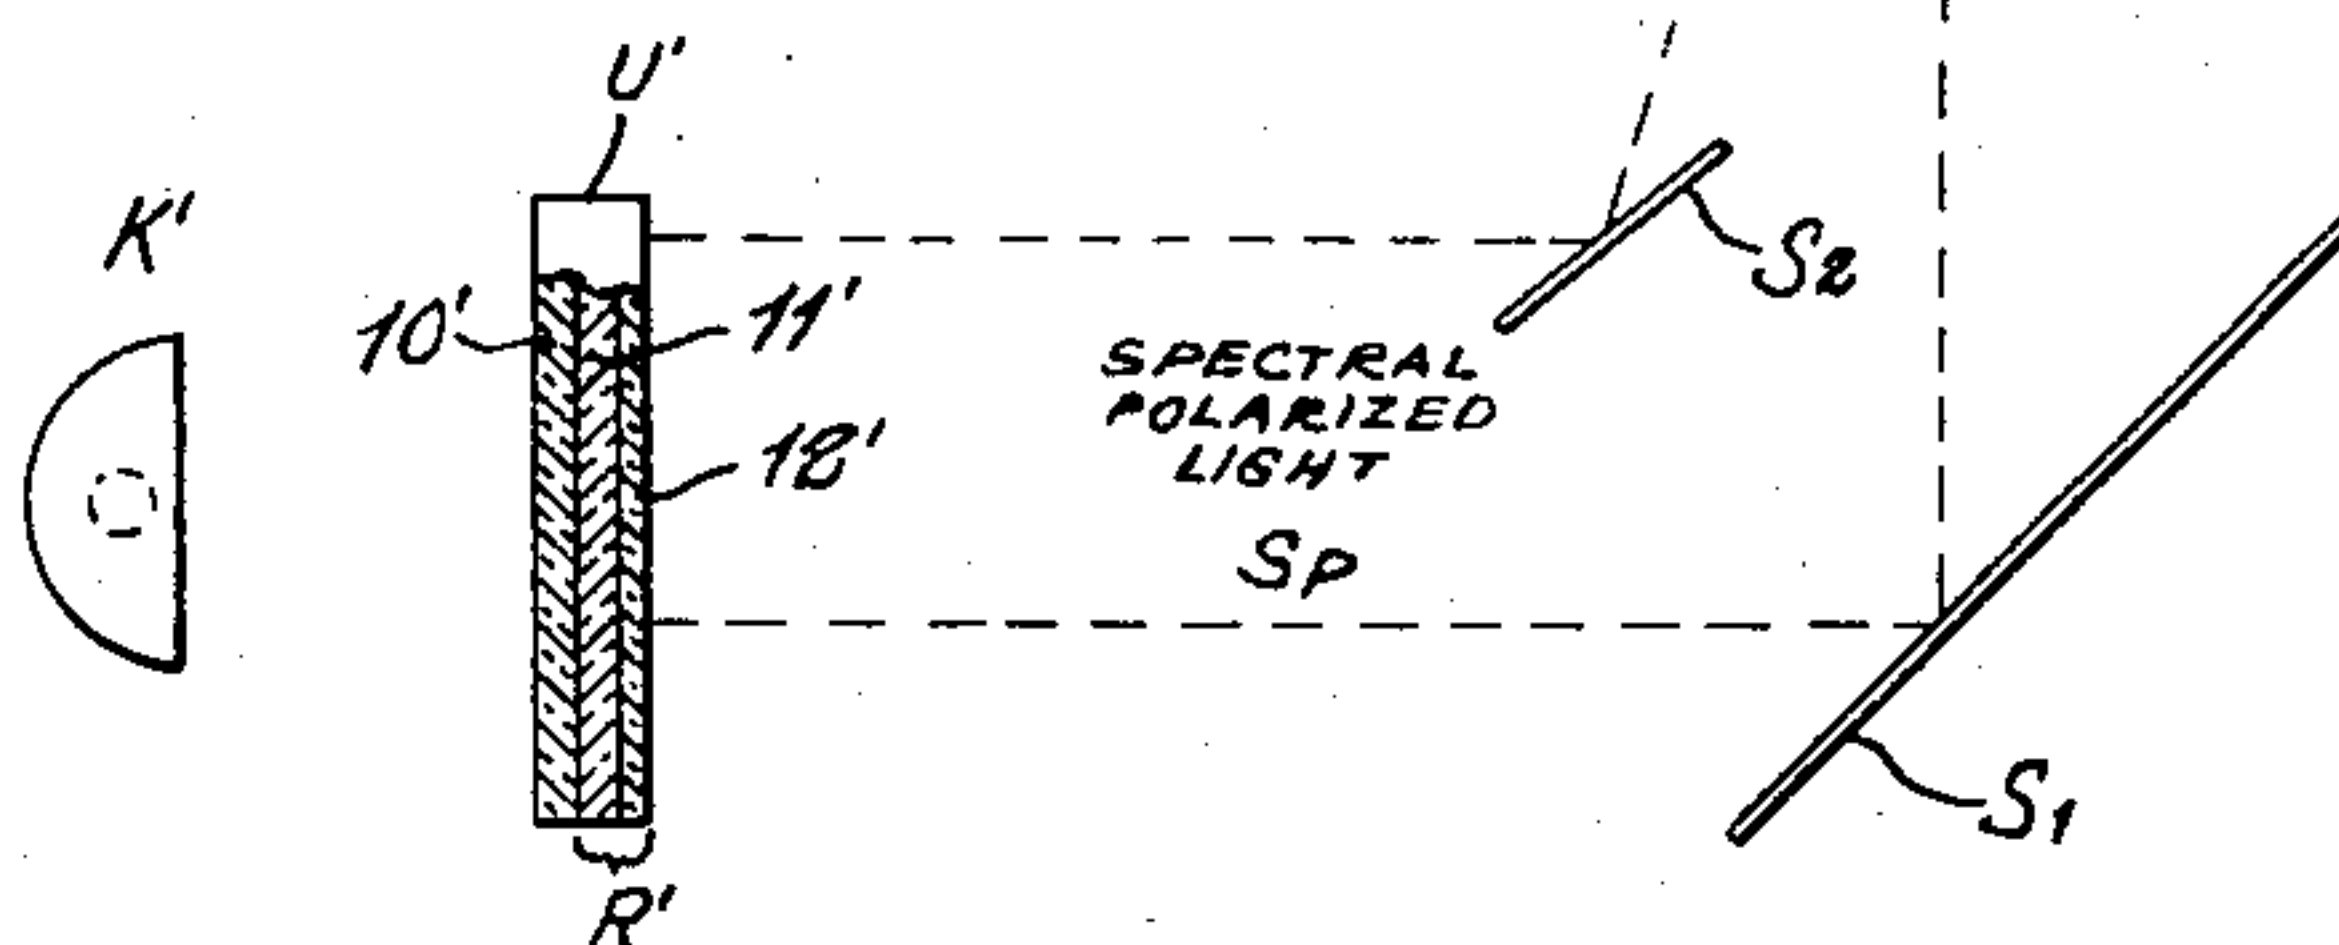 U'
K'
S2
10'
11'
SPECTRAL
POLARIZED
LIGHT
12'
Sp
S1
R'